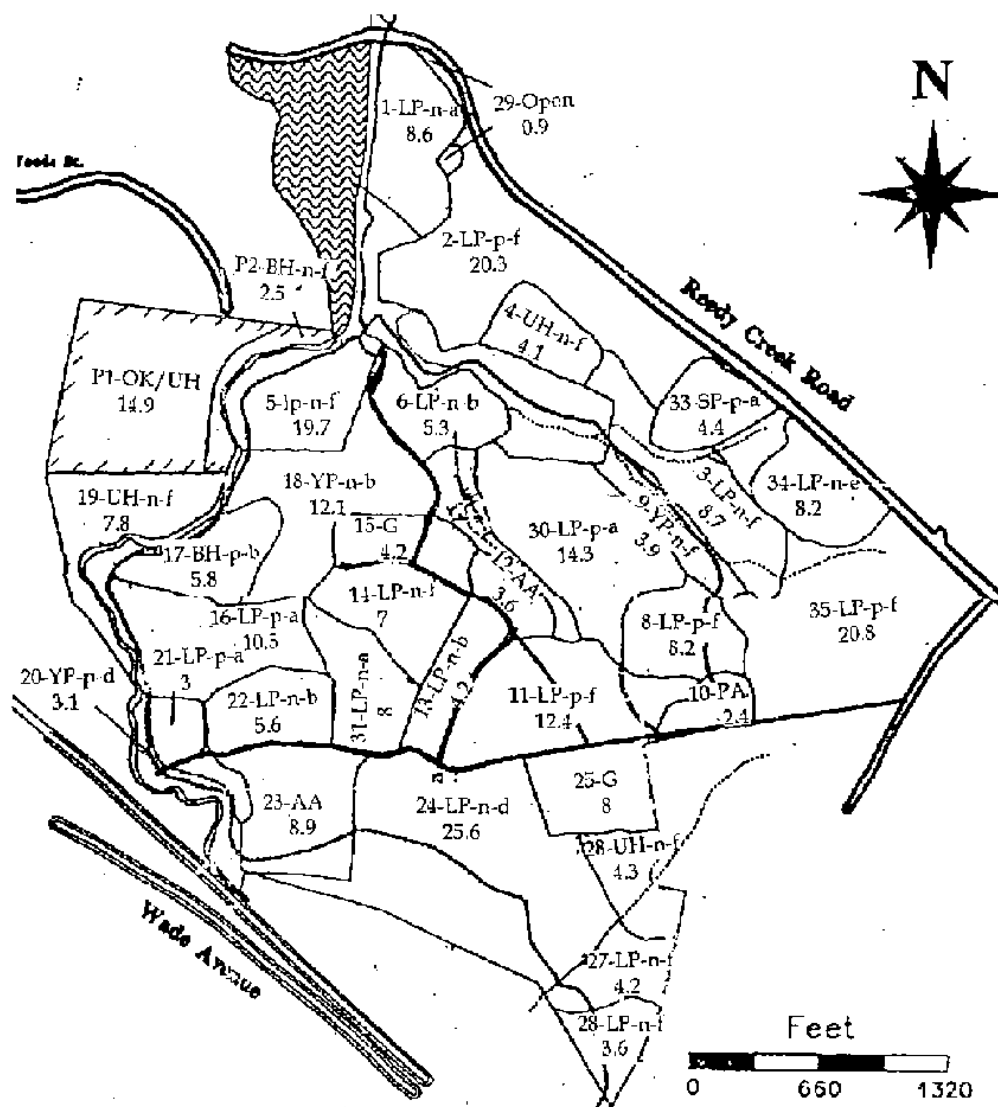 N
1-LP-n-a
8.6
29-Open
0.9
2-LP-p-f
20.3
P2-BH-n-f
2.5
Reedy Creek Road
4-UH-n-f
4.1
P1-OK/UH
14.9
5-lp-n-f
19.7
6-LP-n-b
5.3
33-SP-p-a
4.4
3-LP-n-f
8.7
34-LP-n-e
8.2
19-UH-n-f
7.8
18-YP-n-b
12.1
15-G
4.2
30-LP-p-a
14.3
9-YP-n-f
3.9
17-BH-p-b
5.8
12-AA
3.6
14-LP-n-f
7
16-LP-p-a
10.5
8-LP-p-f
8.2
35-LP-p-f
20.8
21-LP-p-a
3
20-YP-p-d
3.1
22-LP-n-b
5.6
31-LP-n-a
8
13-LP-n-b
4.2
11-LP-p-f
12.4
10-PA
2.4
23-AA
8.9
24-LP-n-d
25.6
25-G
8
28-UH-n-f
4.3
Wade
27-LP-n-f
4.2
28-LP-n-f
3.6
Feet
0 660 1320